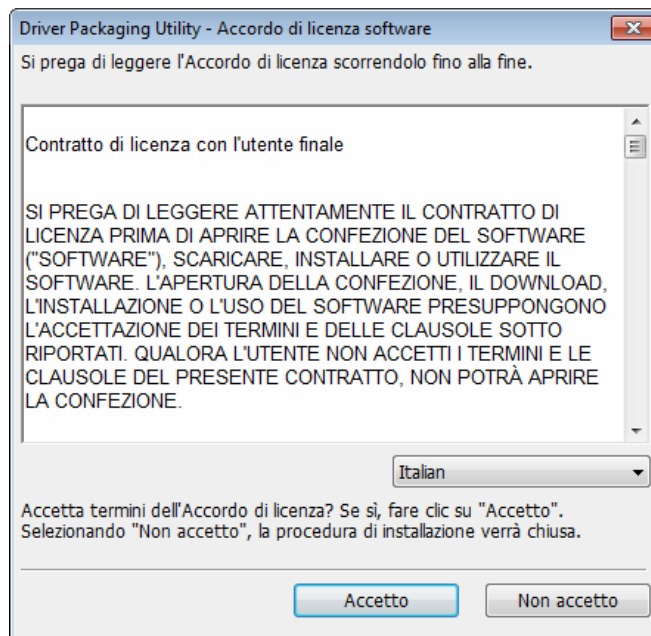 Driver Packaging Utility - Accordo di licenza software
Si prega di leggere l'Accordo di licenza scorrendolo fino alla fine.
Contratto di licenza con l'utente finale
SI PREGA DI LEGGERE ATTENTAMENTE IL CONTRATTO DI
LICENZA PRIMA DI APRIRE LA CONFEZIONE DEL SOFTWARE
("SOFTWARE"), SCARICARE, INSTALLARE O UTILIZZARE IL
SOFTWARE. L'APERTURA DELLA CONFEZIONE, IL DOWNLOAD,
L'INSTALLAZIONE O L'USO DEL SOFTWARE PRESUPPONGONO
L'ACCETTAZIONE DEI TERMINI E DELLE CLAUSOLE SOTTO
RIPORTATI. QUALORA L'UTENTE NON ACCETTI I TERMINI E LE
CLAUSOLE DEL PRESENTE CONTRATTO, NON POTRÀ APRIRE
LA CONFEZIONE.
Italian
Accetta termini dell'Accordo di licenza? Se sì, fare clic su "Accetto".
Selezionando "Non accetto", la procedura di installazione verrà chiusa.
Accetto
Non accetto